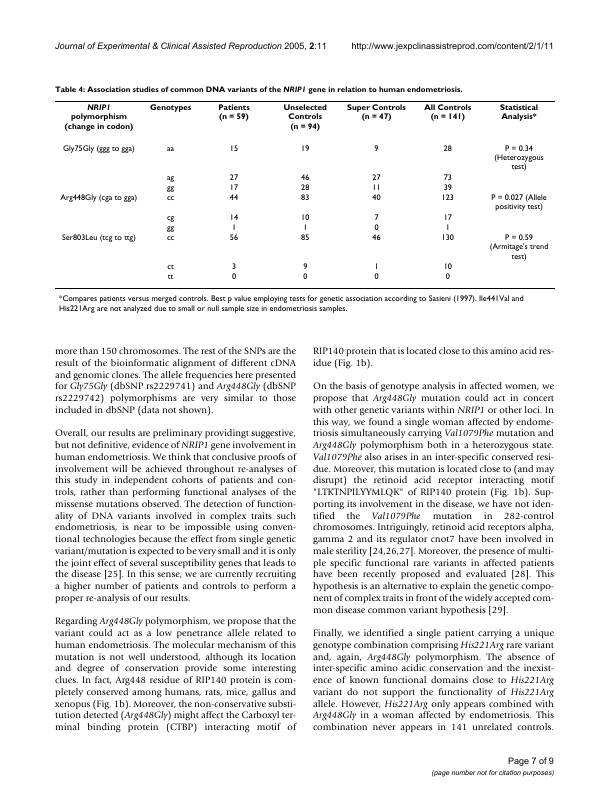 Journal of Experimental & Clinical Assisted Reproduction 2005, 2:11 http://www.jexpclinassistreprod.com/content/2/1/11
Table 4: Association studies of common DNA variants of the NRIP1 gene in relation to human endometriosis.
NRIP1 polymorphism (change in codon) Genotypes Patients (n = 59) Unselected Controls (n = 94) Super Controls (n = 47) All Controls (n = 141) Statistical Analysis*
Gly75Gly (ggg to gga) aa 15 19 9 28 P = 0.34 (Heterozygous test)
ag 27 46 27 73
gg 17 28 11 39
Arg448Gly (cga to gga) cc 44 83 40 123 P = 0.027 (Allele positivity test)
cg 14 10 7 17
gg 1 1 0 1
Ser803Leu (tcg to ttg) cc 56 85 46 130 P = 0.59 (Armitage's trend test)
ct 3 9 1 10
tt 0 0 0 0
*Compares patients versus merged controls. Best p value employing tests for genetic association according to Sasieni (1997). Ile441Val and
His221Arg are not analyzed due to small or null sample size in endometriosis samples.
more than 150 chromosomes. The rest of the SNPs are the
result of the bioinformatic alignment of different cDNA
and genomic clones. The allele frequencies here presented
for Gly75Gly (dbSNP rs2229741) and Arg448Gly (dbSNP
rs2229742) polymorphisms are very similar to those
included in dbSNP (data not shown).
Overall, our results are preliminary providingt suggestive,
but not definitive, evidence of NRIP1 gene involvement in
human endometriosis. We think that conclusive proofs of
involvement will be achieved throughout re-analyses of
this study in independent cohorts of patients and con-
trols, rather than performing functional analyses of the
missense mutations observed. The detection of function-
ality of DNA variants involved in complex traits such
endometriosis, is near to be impossible using conven-
tional technologies because the effect from single genetic
variant/mutation is expected to be very small and it is only
the joint effect of several susceptibility genes that leads to
the disease [25]. In this sense, we are currently recruiting
a higher number of patients and controls to perform a
proper re-analysis of our results.
Regarding Arg448Gly polymorphism, we propose that the
variant could act as a low penetrance allele related to
human endometriosis. The molecular mechanism of this
mutation is not well understood, although its location
and degree of conservation provide some interesting
clues. In fact, Arg448 residue of RIP140 protein is com-
pletely conserved among humans, rats, mice, gallus and
xenopus (Fig. 1b). Moreover, the non-conservative substi-
tution detected (Arg448Gly) might affect the Carboxyl ter-
minal binding protein (CTBP) interacting motif of
RIP140 protein that is located close to this amino acid res-
idue (Fig. 1b).
On the basis of genotype analysis in affected women, we
propose that Arg448Gly mutation could act in concert
with other genetic variants within NRIP1 or other loci. In
this way, we found a single woman affected by endome-
triosis simultaneously carrying Val1079Phe mutation and
Arg448Gly polymorphism both in a heterozygous state.
Val1079Phe also arises in an inter-specific conserved resi-
due. Moreover, this mutation is located close to (and may
disrupt) the retinoid acid receptor interacting motif
"LTKTNPILYYMLQK" of RIP140 protein (Fig. 1b). Sup-
porting its involvement in the disease, we have not iden-
tified the Val1079Phe mutation in 282-control
chromosomes. Intriguingly, retinoid acid receptors alpha,
gamma 2 and its regulator cnot7 have been involved in
male sterility [24,26,27]. Moreover, the presence of multi-
ple specific functional rare variants in affected patients
have been recently proposed and evaluated [28]. This
hypothesis is an alternative to explain the genetic compo-
nent of complex traits in front of the widely accepted com-
mon disease common variant hypothesis [29].
Finally, we identified a single patient carrying a unique
genotype combination comprising His221Arg rare variant
and, again, Arg448Gly polymorphism. The absence of
inter-specific amino acidic conservation and the inexist-
ence of known functional domains close to His221Arg
variant do not support the functionality of His221Arg
allele. However, His221Arg only appears combined with
Arg448Gly in a woman affected by endometriosis. This
combination never appears in 141 unrelated controls.
Page 7 of 9
(page number not for citation purposes)